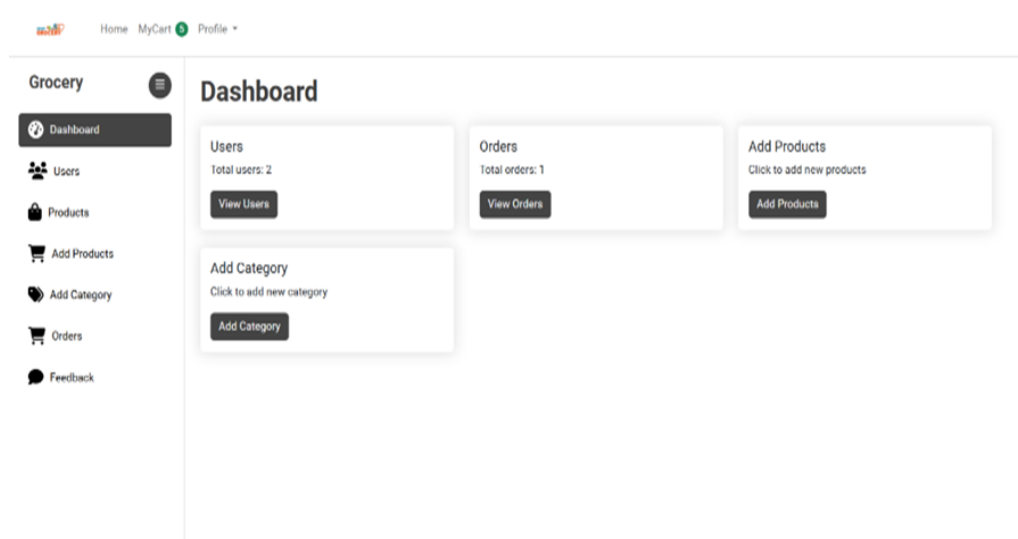 Home MyCart 5 Profile
Grocery
Dashboard
Users
Products
Add Products
Add Category
Orders
Feedback
Dashboard
Users
Total users: 2
View Users
Orders
Total orders: 1
View Orders
Add Products
Click to add new products
Add Products
Add Category
Click to add new category
Add Category